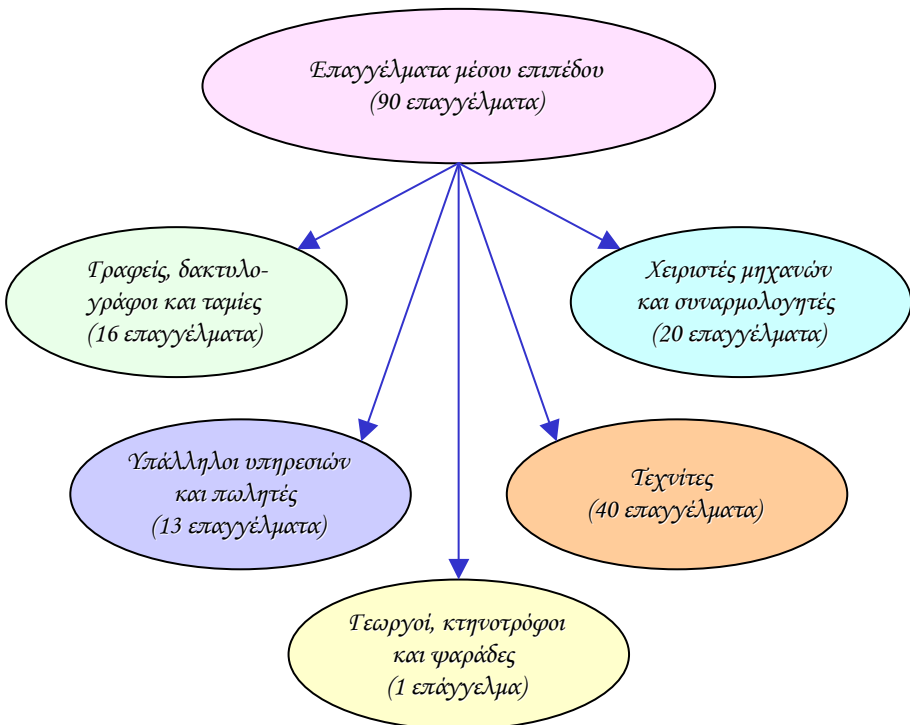 Επαγγέλματα μέσου επιπέδου
(90 επαγγέλματα)
Γραφείς, δακτυλο-
γράφοι και ταμίες
(16 επαγγέλματα)
Χειριστές μηχανών
και συναρμολογητές
(20 επαγγέλματα)
Υπάλληλοι υπηρεσιών
και πωλητές
(13 επαγγέλματα)
Τεχνίτες
(40 επαγγέλματα)
Γεωργοί, κτηνοτρόφοι
και ψαράδες
(1 επάγγελμα)